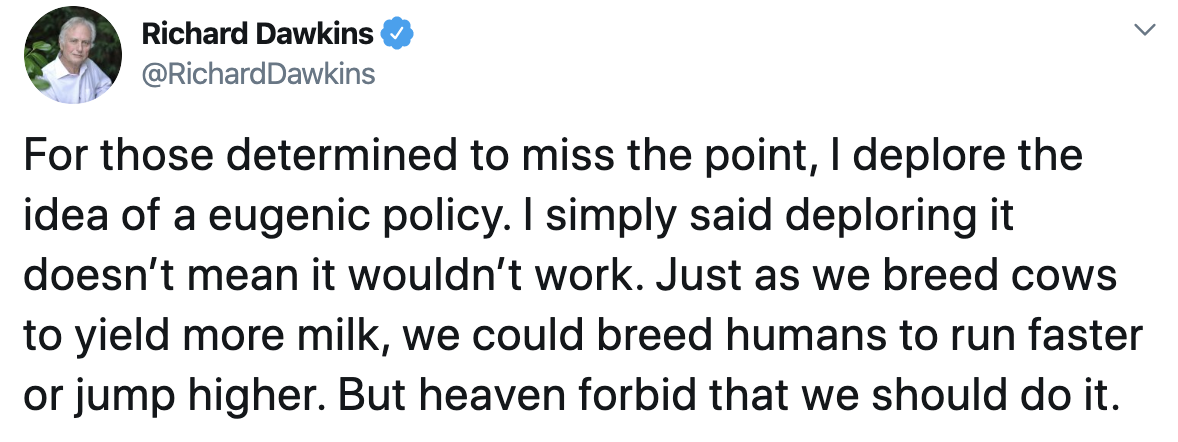 Richard Dawkins
@RichardDawkins
For those determined to miss the point, I deplore the
idea of a eugenic policy. I simply said deploring it
doesn’t mean it wouldn’t work. Just as we breed cows
to yield more milk, we could breed humans to run faster
or jump higher. But heaven forbid that we should do it.